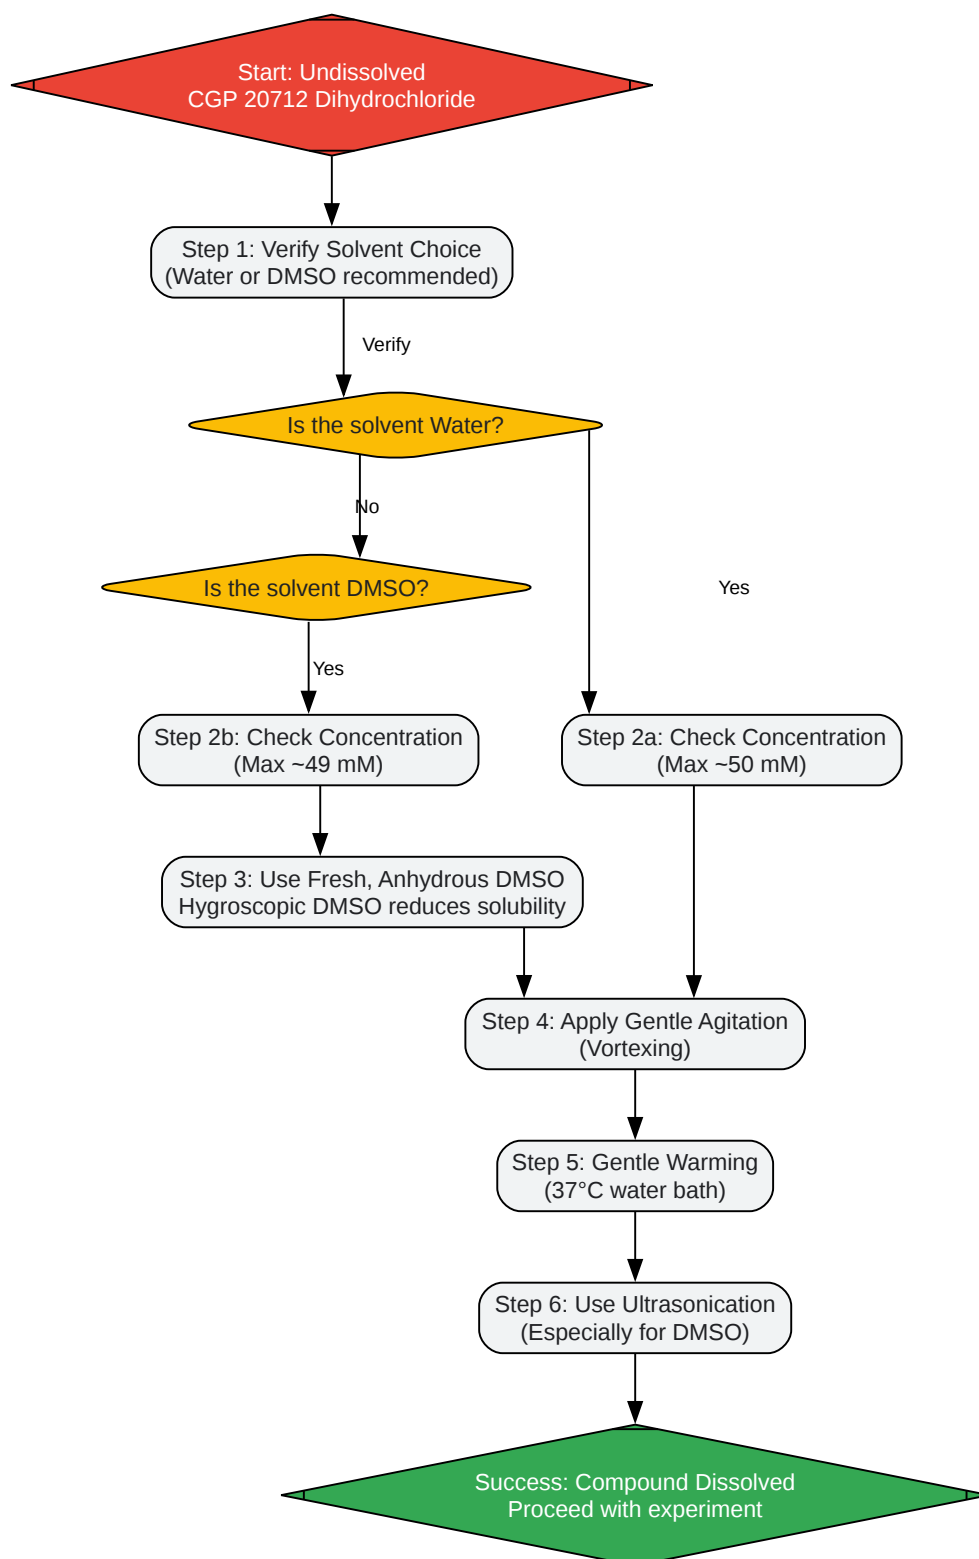 Start: Undissolved
CGP 20712 Dihydrochloride
Step 1: Verify Solvent Choice
(Water or DMSO recommended)
Verify
Is the solvent Water?
No
Is the solvent DMSO?
Yes
Yes
Step 2b: Check Concentration
(Max ~49 mM)
Step 2a: Check Concentration
(Max ~50 mM)
Step 3: Use Fresh, Anhydrous DMSO
Hygroscopic DMSO reduces solubility
Step 4: Apply Gentle Agitation
(Vortexing)
Step 5: Gentle Warming
(37°C water bath)
Step 6: Use Ultrasonication
(Especially for DMSO)
Success: Compound Dissolved
Proceed with experiment